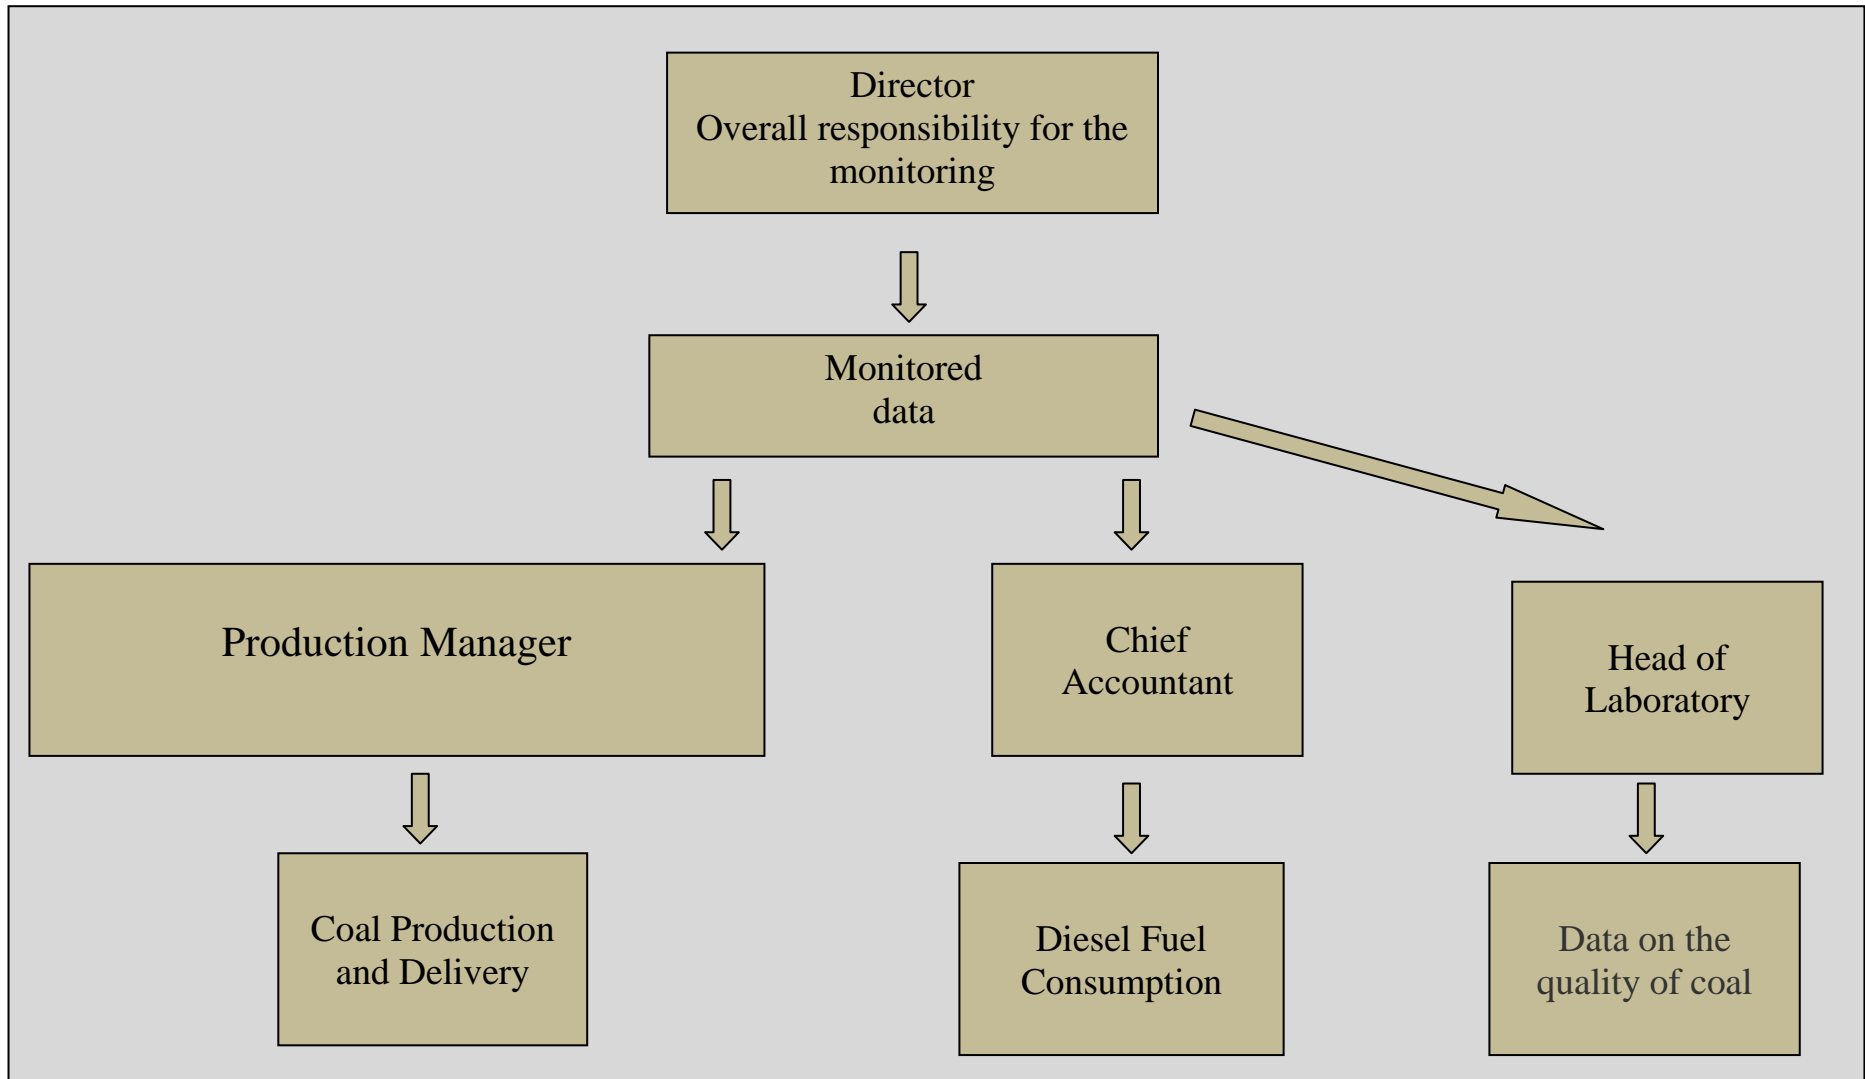 Director
Overall responsibility for the
monitoring
Monitored
data
Production Manager
Chief
Accountant
Head of
Laboratory
Coal Production
and Delivery
Diesel Fuel
Consumption
Data on the
quality of coal